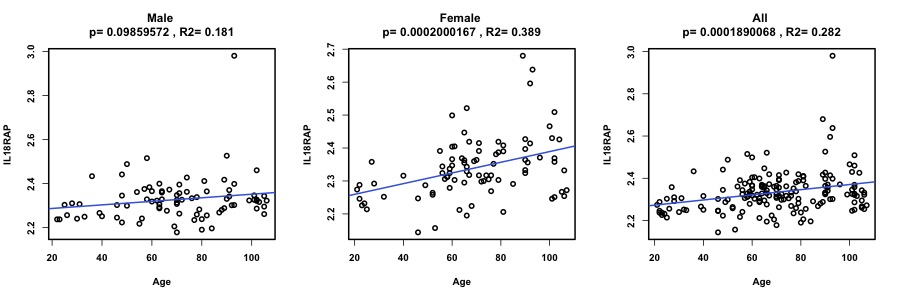 Male
p= 0.09859572 , R2= 0.181
IL18RAP
3.0
2.8
2.6
2.4
2.2
20 40 60 80 100
Age
Female
p= 0.0002000167 , R2= 0.389
IL18RAP
2.7
2.6
2.5
2.4
2.3
2.2
20 40 60 80 100
Age
All
p= 0.0001890068 , R2= 0.282
IL18RAP
3.0
2.8
2.6
2.4
2.2
20 40 60 80 100
Age